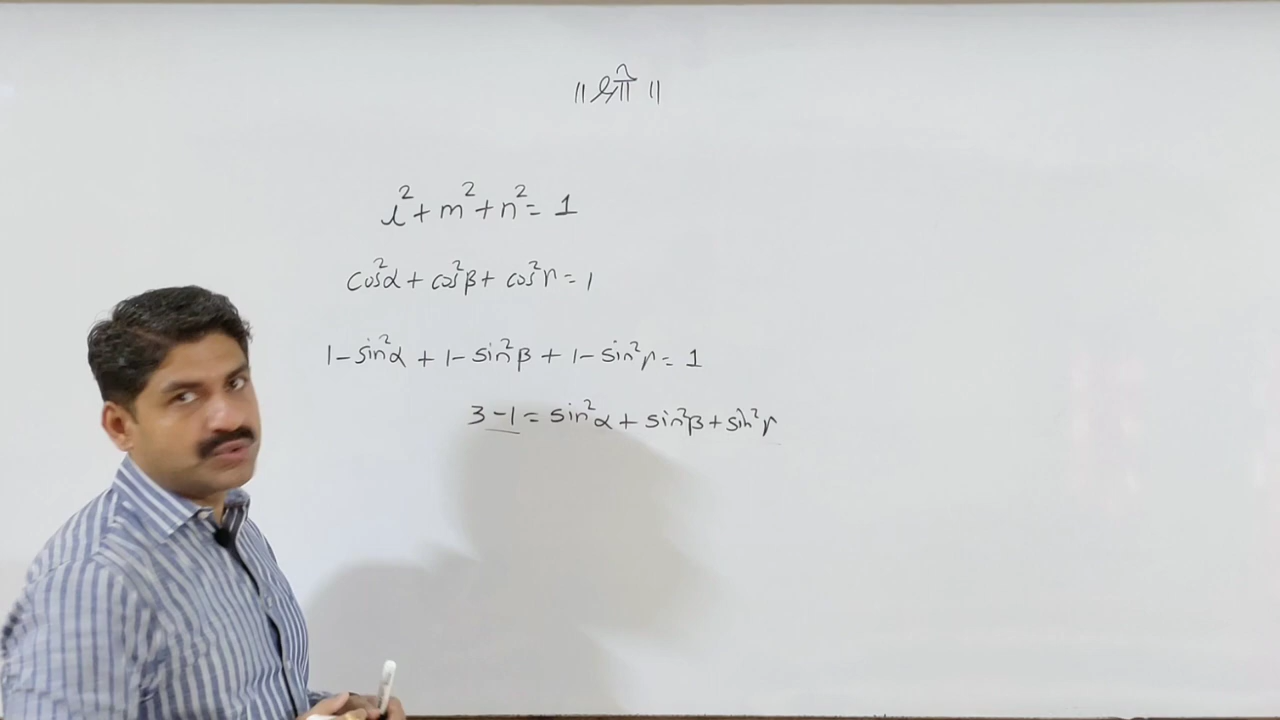 ॥ श्री ॥
l² + m² + n² = 1
cos²α + cos²β + cos²γ = 1
1 - sin²α + 1 - sin²β + 1 - sin²γ = 1
3 - 1 = sin²α + sin²β + sin²γ